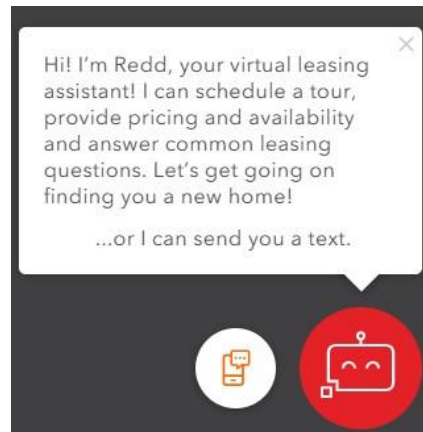 Hi! I'm Redd, your virtual leasing
assistant! I can schedule a tour,
provide pricing and availability
and answer common leasing
questions. Let's get going on
finding you a new home!
...or I can send you a text.